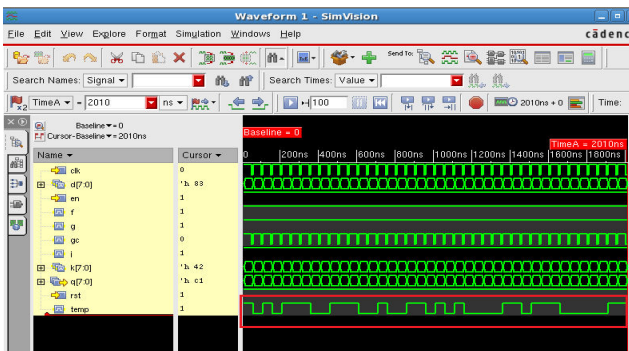 Waveform 1 - SimVision
File Edit View Explore Format Simulation Windows Help cādenc
Send To:
Search Names: Signal Search Times: Value
x2 TimeA = 2010 ns 100 2010ns + 0 Time:
Baseline = 0
Cursor-Baseline = 2010ns
Baseline = 0
TimeA = 2010ns
Name Cursor 0 200ns 400ns 600ns 800ns 1000ns 1200ns 1400ns 1600ns 1800ns
clk 0
d[7:0] 'h 83
en 1
f 1
g 1
gc 0
i 1
k[7:0] 'h 42
q[7:0] 'h c1
rst 1
temp 1